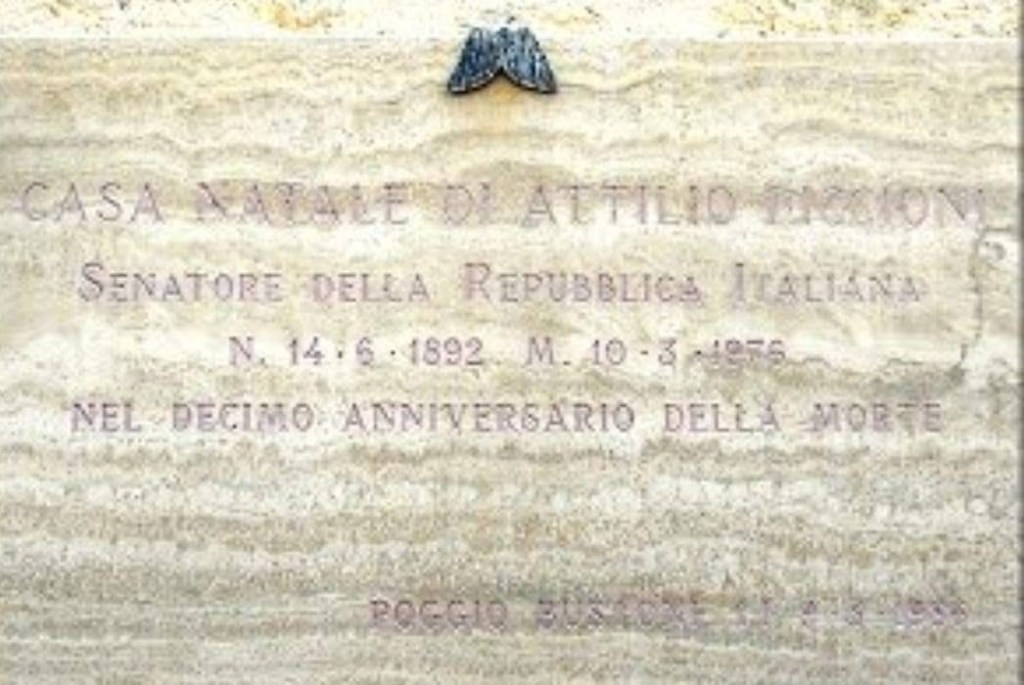 CASA NATALE DI ATTILIO PICCIONI
SENATORE DELLA REPUBBLICA ITALIANA
N. 14·6·1892 M. 10·3·1976
NEL DECIMO ANNIVERSARIO DELLA MORTE
POGGIO BUSTONE 1986